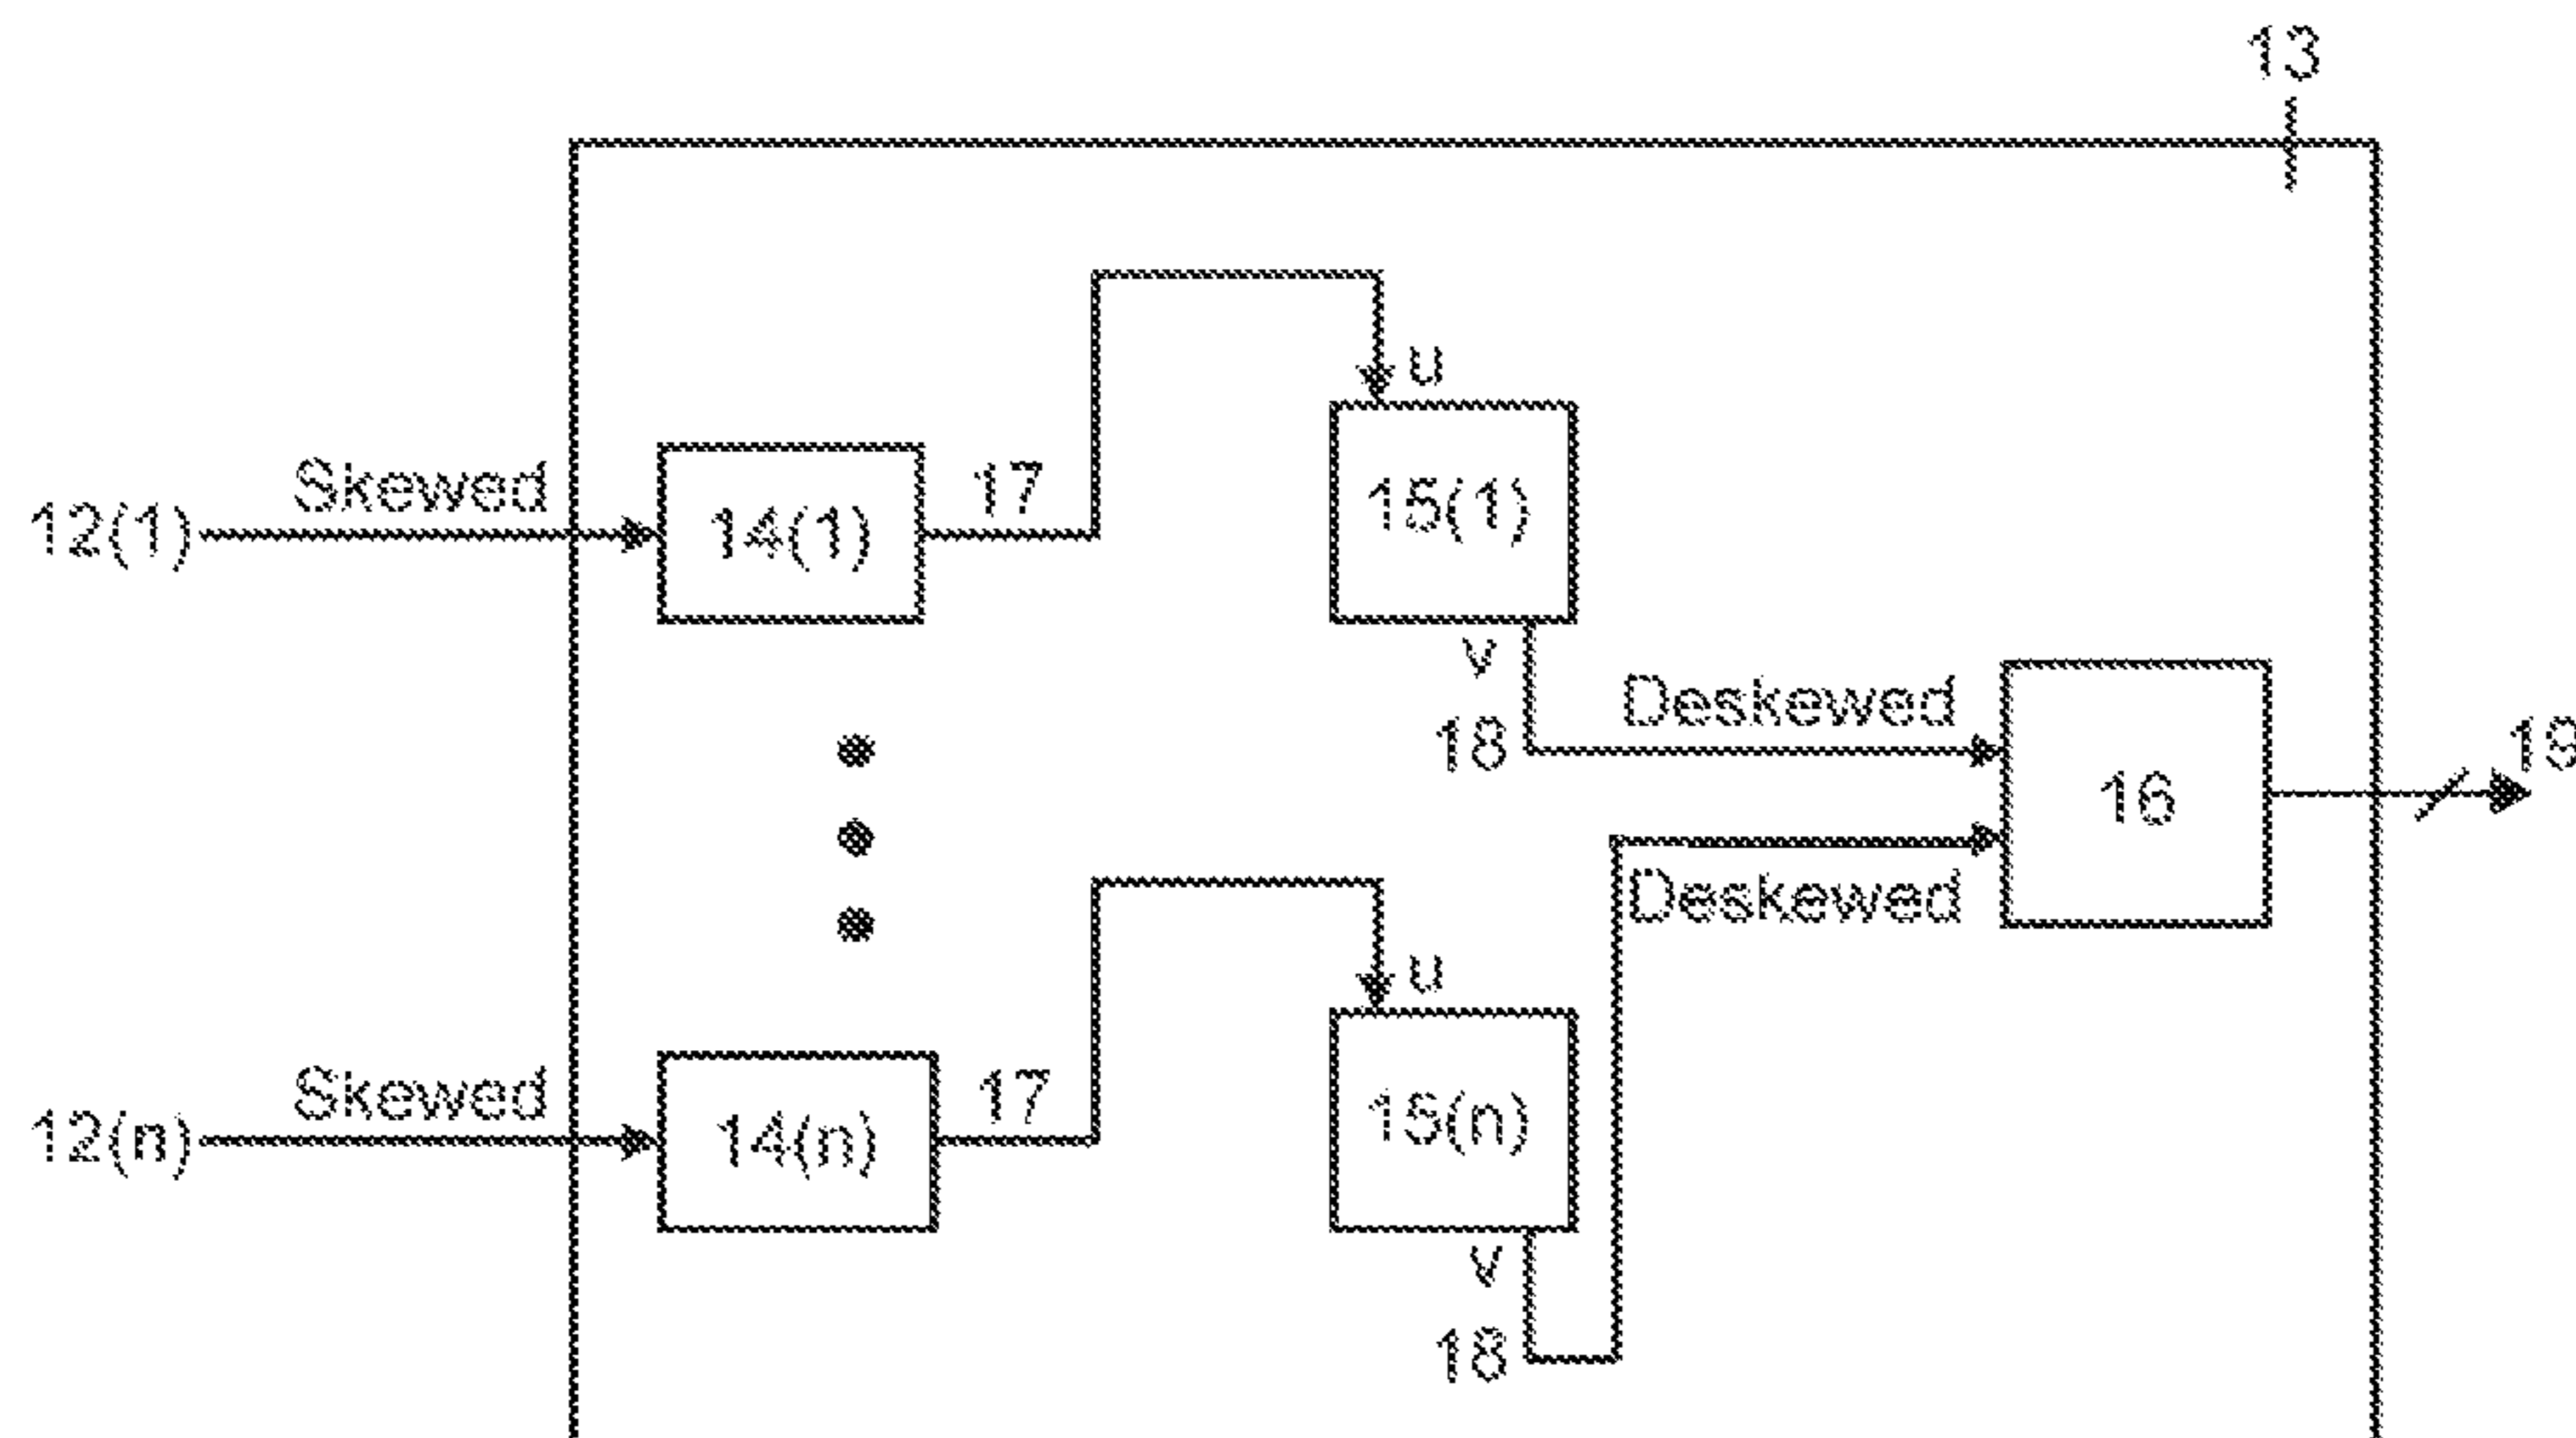 13
u
Skewed
17
15(1)
12(1)
14(1)
v
Deskewed
18
19
16
Deskewed
u
Skewed
17
15(n)
12(n)
14(n)
v
18